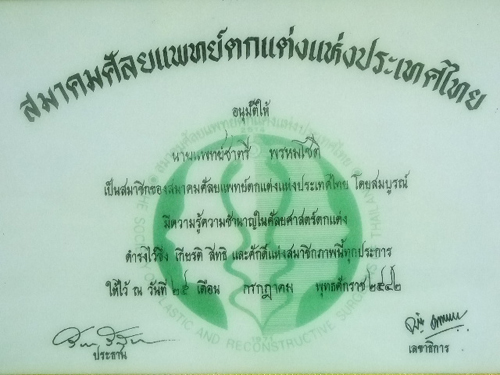 สมาคมศัลยแพทย์ตกแต่งแห่งประเทศไทย
อนุมัติให้
นายแพทย์ชาตรี พรหมโชติ
เป็นสมาชิกของสมาคมศัลยแพทย์ตกแต่งแห่งประเทศไทย โดยสมบูรณ์
มีความรู้ความชำนาญในศัลยศาสตร์ตกแต่ง
ดำรงไว้ซึ่ง เกียรติ สิทธิ และศักดิ์แห่งสมาชิกภาพนี้ทุกประการ
ให้ไว้ ณ วันที่ ๒๕ เดือน กรกฎาคม พุทธศักราช ๒๕๔๒
ประธาน
เลขาธิการ
PLASTIC AND RECONSTRUCTIVE